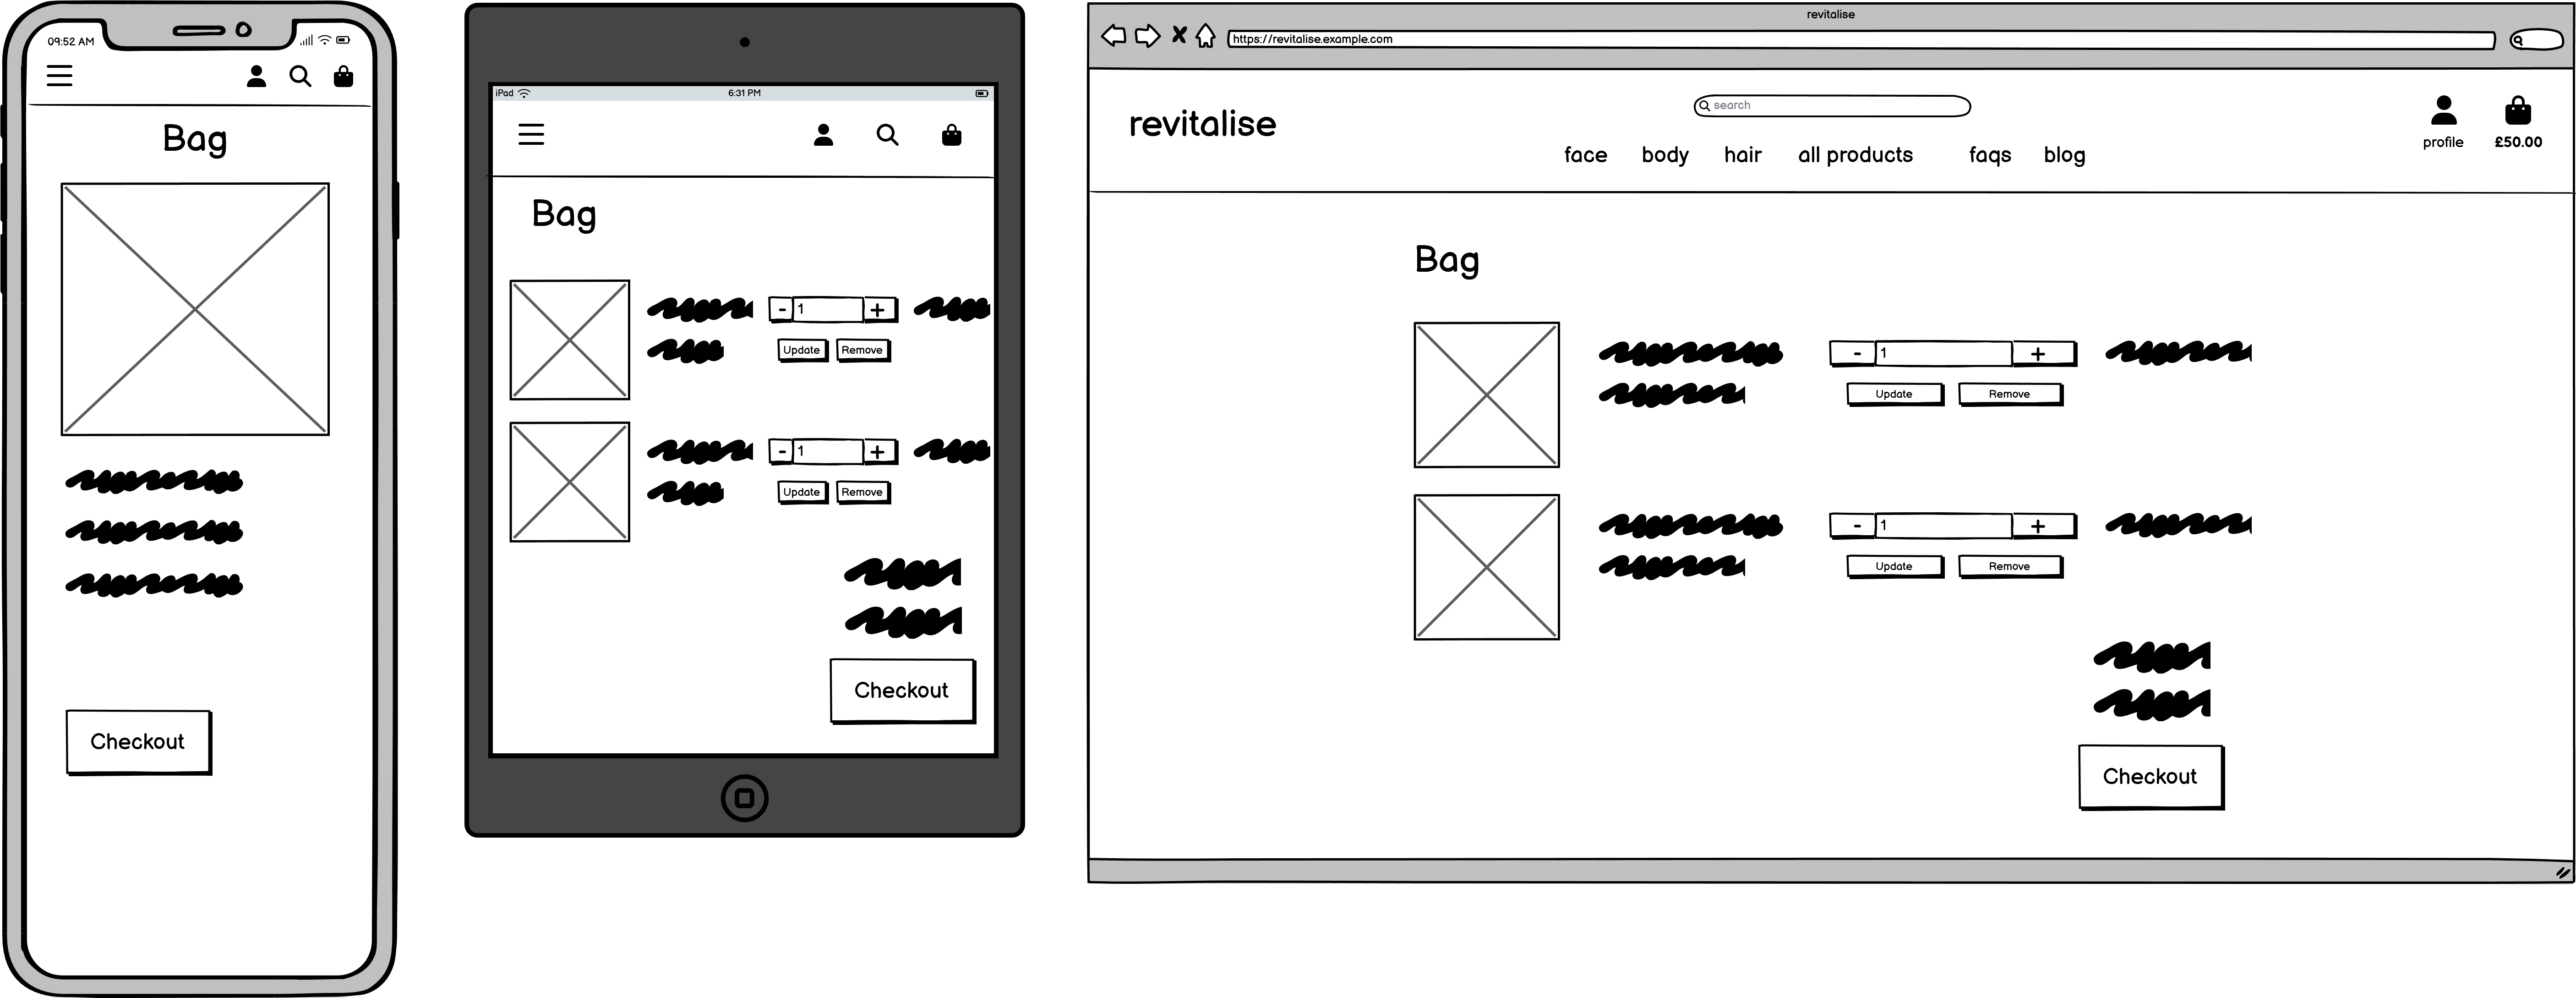 09:52 AM
Bag
Checkout
iPad
6:31 PM
Bag
- 1 +
Update Remove
- 1 +
Update Remove
Checkout
revitalise
https://revitalise.example.com
revitalise
search
face body hair all products faqs blog
profile £50.00
Bag
- 1 +
Update Remove
- 1 +
Update Remove
Checkout